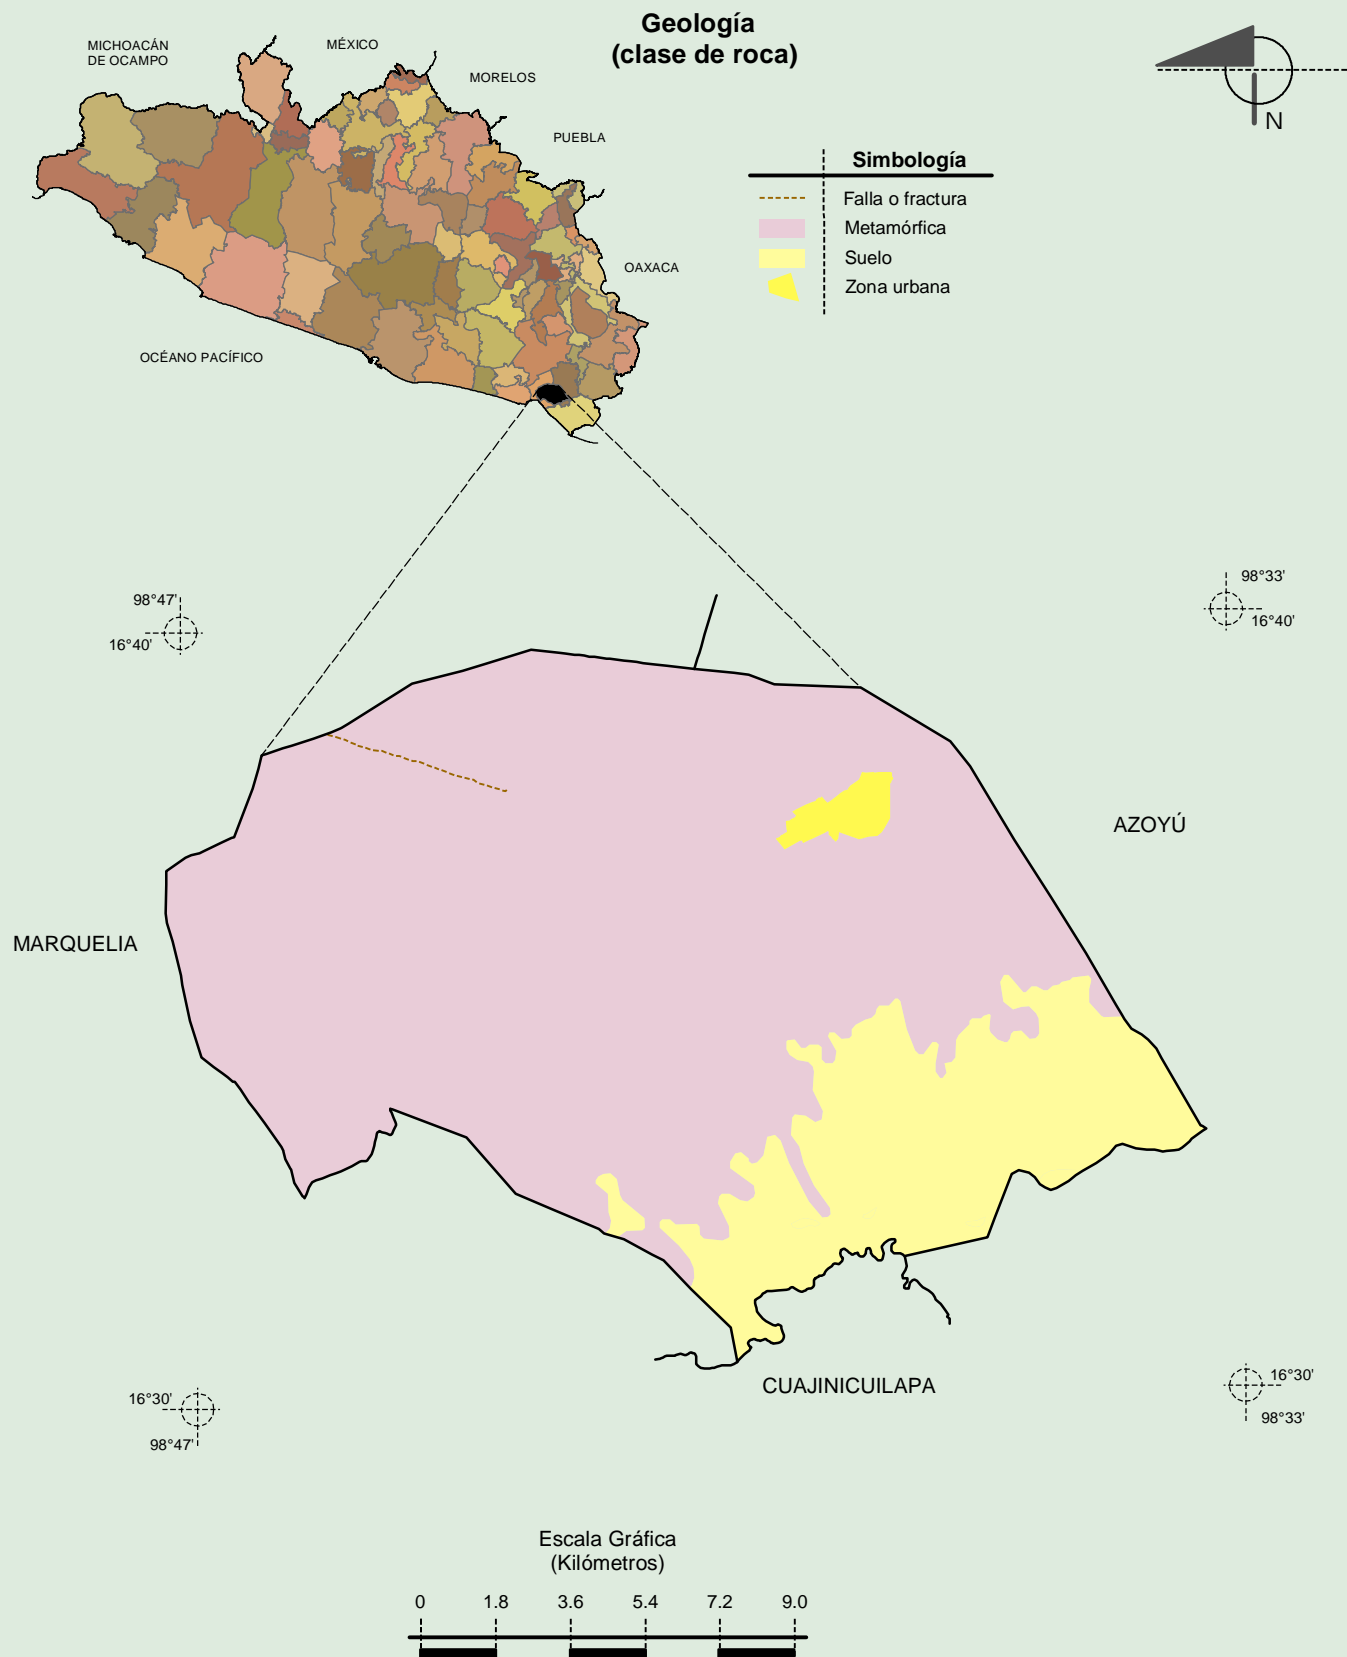 Geología
(clase de roca)
MICHOACÁN
DE OCAMPO
MÉXICO
MORELOS
PUEBLA
OAXACA
OCÉANO PACÍFICO
N
Simbología
Falla o fractura
Metamórfica
Suelo
Zona urbana
98°47'
16°40'
98°33'
16°40'
AZOYÚ
MARQUELIA
CUAJINICUILAPA
16°30'
98°47'
16°30'
98°33'
Escala Gráfica
(Kilómetros)
0 1.8 3.6 5.4 7.2 9.0